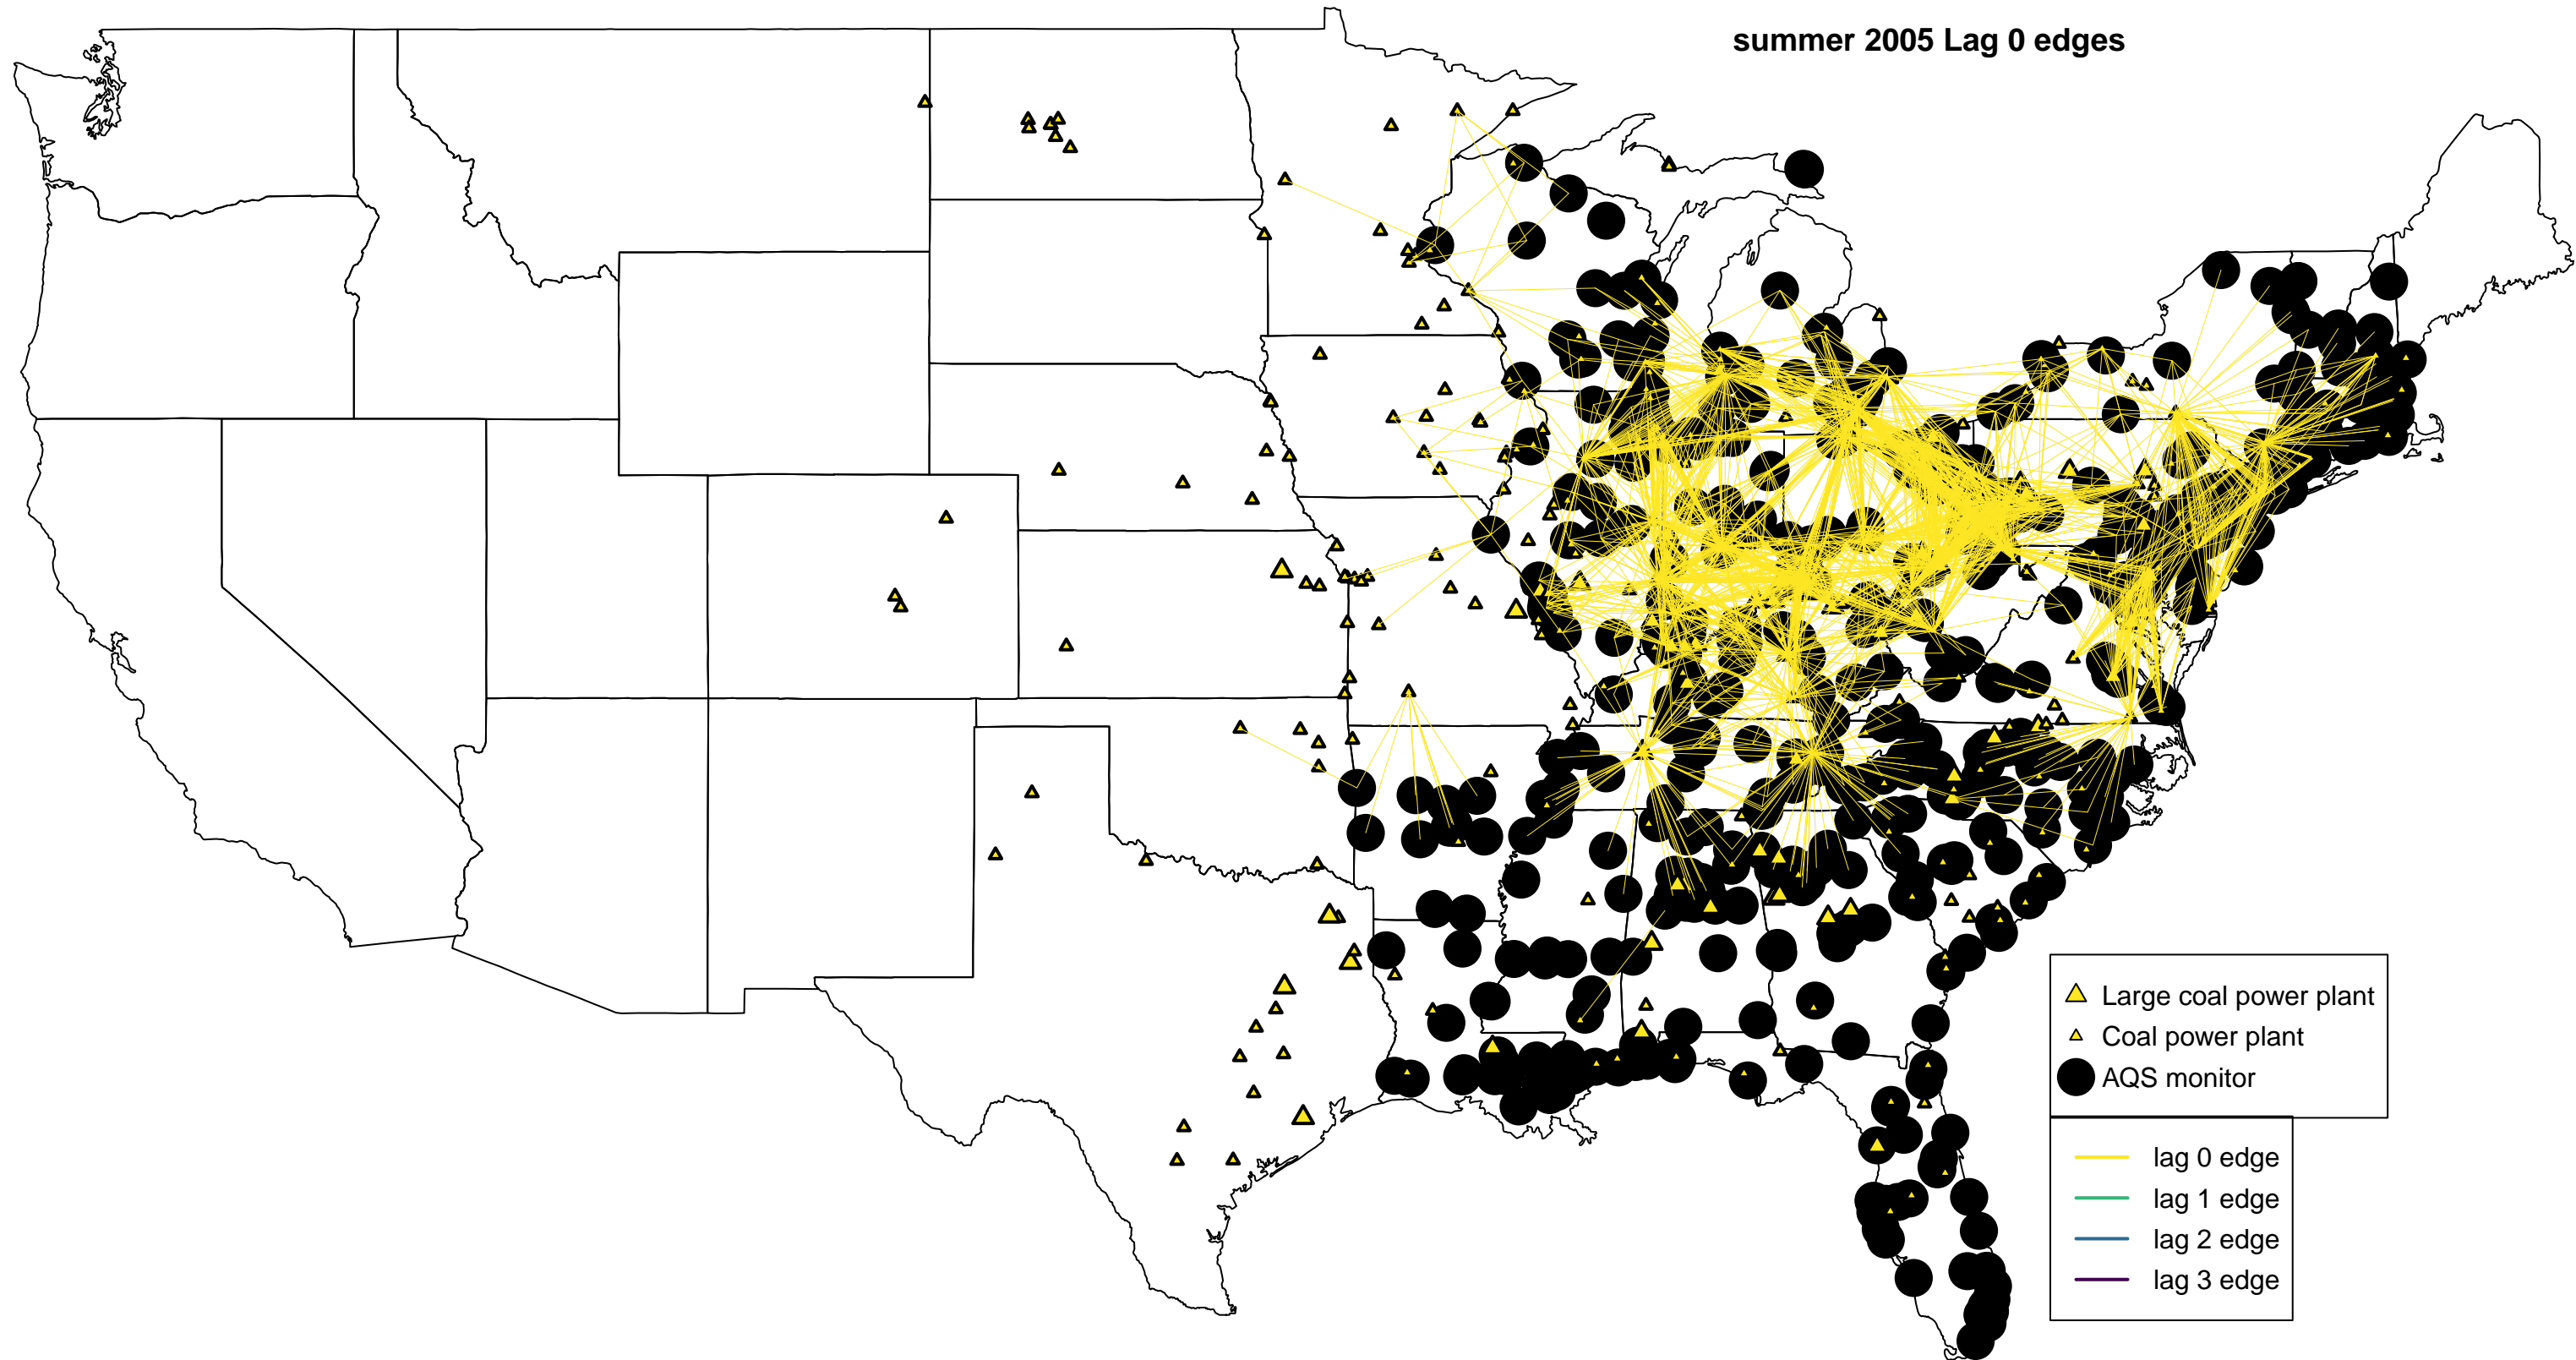 summer 2005 Lag 0 edges
Large coal power plant
Coal power plant
AQS monitor
lag 0 edge
lag 1 edge
lag 2 edge
lag 3 edge